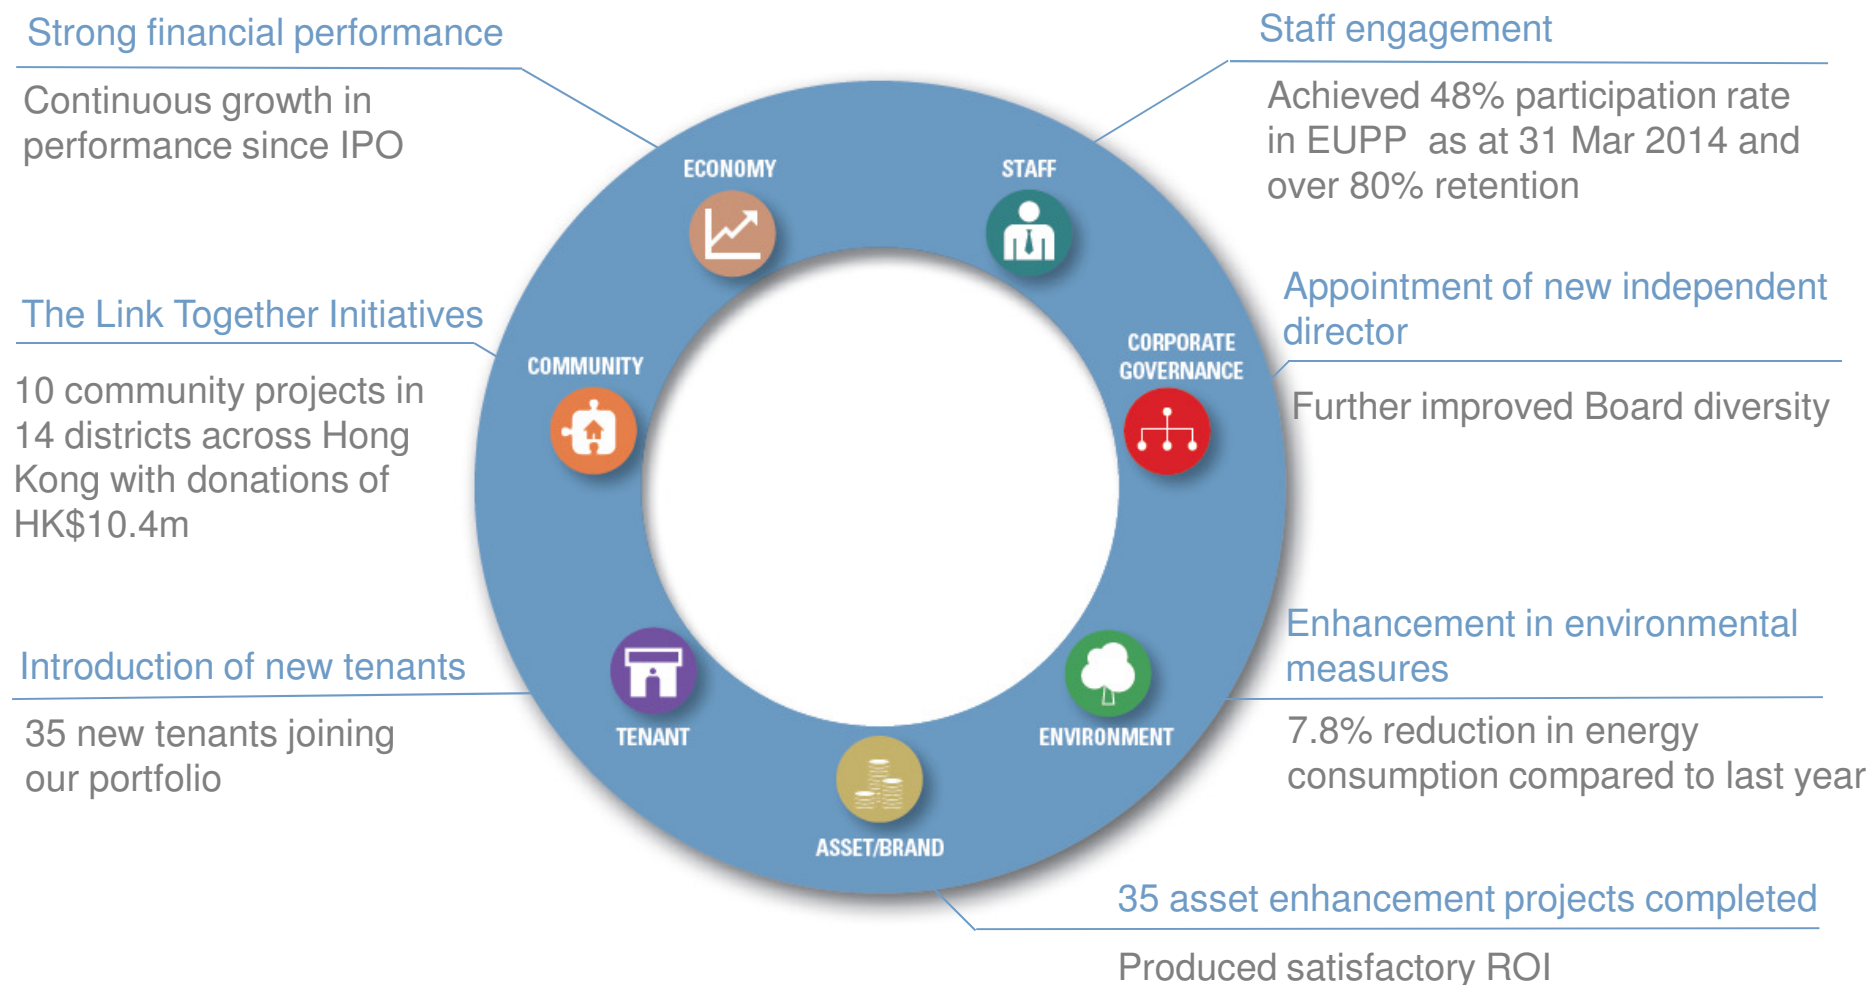 Strong financial performance
Continuous growth in
performance since IPO
Staff engagement
Achieved 48% participation rate
in EUPP as at 31 Mar 2014 and
over 80% retention
ECONOMY
STAFF
The Link Together Initiatives
10 community projects in
14 districts across Hong
Kong with donations of
HK$10.4m
COMMUNITY
CORPORATE
GOVERNANCE
Appointment of new independent
director
Further improved Board diversity
Introduction of new tenants
35 new tenants joining
our portfolio
TENANT
ENVIRONMENT
Enhancement in environmental
measures
7.8% reduction in energy
consumption compared to last year
ASSET/BRAND
35 asset enhancement projects completed
Produced satisfactory ROI